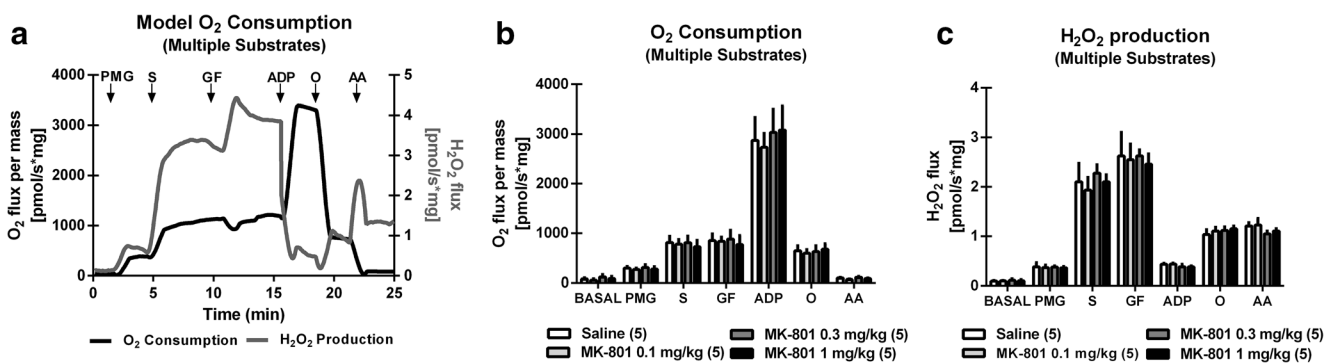 a
Model O₂ Consumption
(Multiple Substrates)
PMG S GF ADP O AA
4000
3000
2000
1000
0
5
4
3
2
1
0
O₂ flux per mass
[pmol/s*mg]
H₂O₂ flux
[pmol/s*mg]
0 5 10 15 20 25
Time (min)
O₂ Consumption H₂O₂ Production
b
O₂ Consumption
(Multiple Substrates)
4000
3000
2000
1000
0
O₂ flux per mass
[pmol/s*mg]
BASAL PMG S GF ADP O AA
Saline (5) MK-801 0.3 mg/kg (5)
MK-801 0.1 mg/kg (5) MK-801 1 mg/kg (5)
c
H₂O₂ production
(Multiple Substrates)
4
3
2
1
0
H₂O₂ flux
[pmol/s*mg]
BASAL PMG S GF ADP O AA
Saline (5) MK-801 0.3 mg/kg (5)
MK-801 0.1 mg/kg (5) MK-801 1 mg/kg (5)